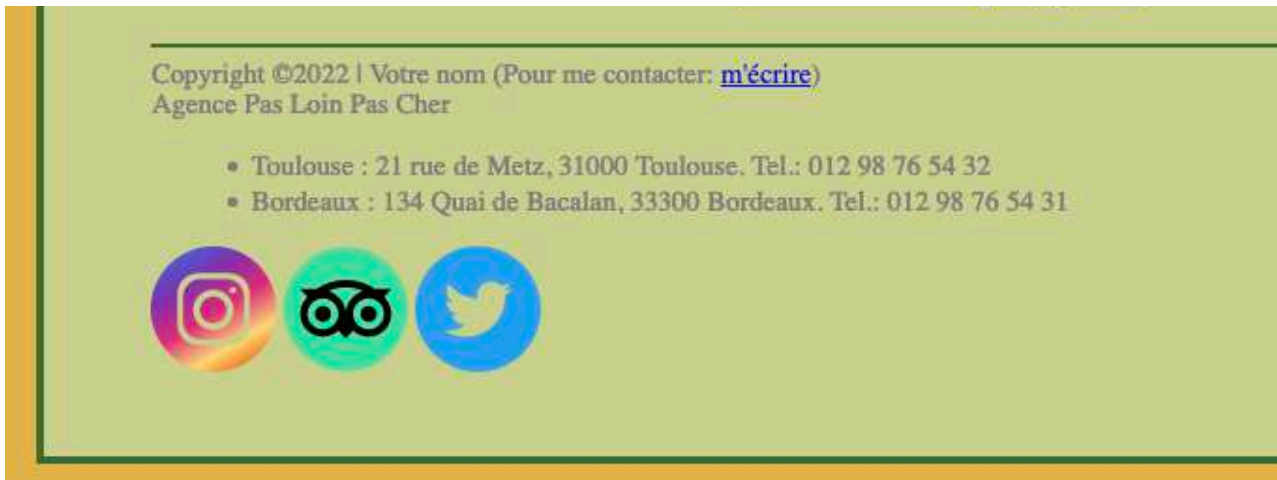 Copyright ©2022 | Votre nom (Pour me contacter: m'écrire)
Agence Pas Loin Pas Cher
• Toulouse : 21 rue de Metz, 31000 Toulouse. Tel.: 012 98 76 54 32
• Bordeaux : 134 Quai de Bacalan, 33300 Bordeaux. Tel.: 012 98 76 54 31